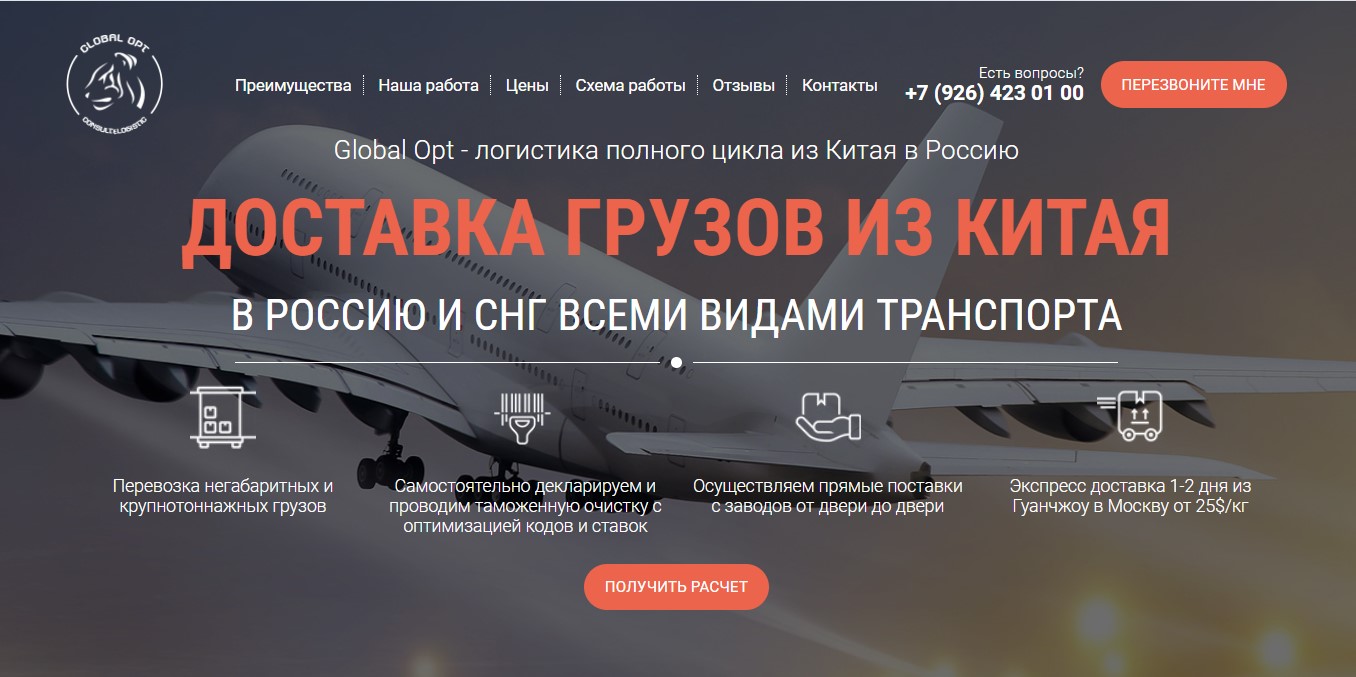 GLOBAL OPT
CONSULT&LOGISTIC
Преимущества
Наша работа
Цены
Схема работы
Отзывы
Контакты
Есть вопросы?
+7 (926) 423 01 00
ПЕРЕЗВОНИТЕ МНЕ
Global Opt - логистика полного цикла из Китая в Россию
ДОСТАВКА ГРУЗОВ ИЗ КИТАЯ
В РОССИЮ И СНГ ВСЕМИ ВИДАМИ ТРАНСПОРТА
Перевозка негабаритных и
крупнотоннажных грузов
Самостоятельно декларируем и
проводим таможенную очистку с
оптимизацией кодов и ставок
Осуществляем прямые поставки
с заводов от двери до двери
Экспресс доставка 1-2 дня из
Гуанчжоу в Москву от 25$/кг
ПОЛУЧИТЬ РАСЧЕТ